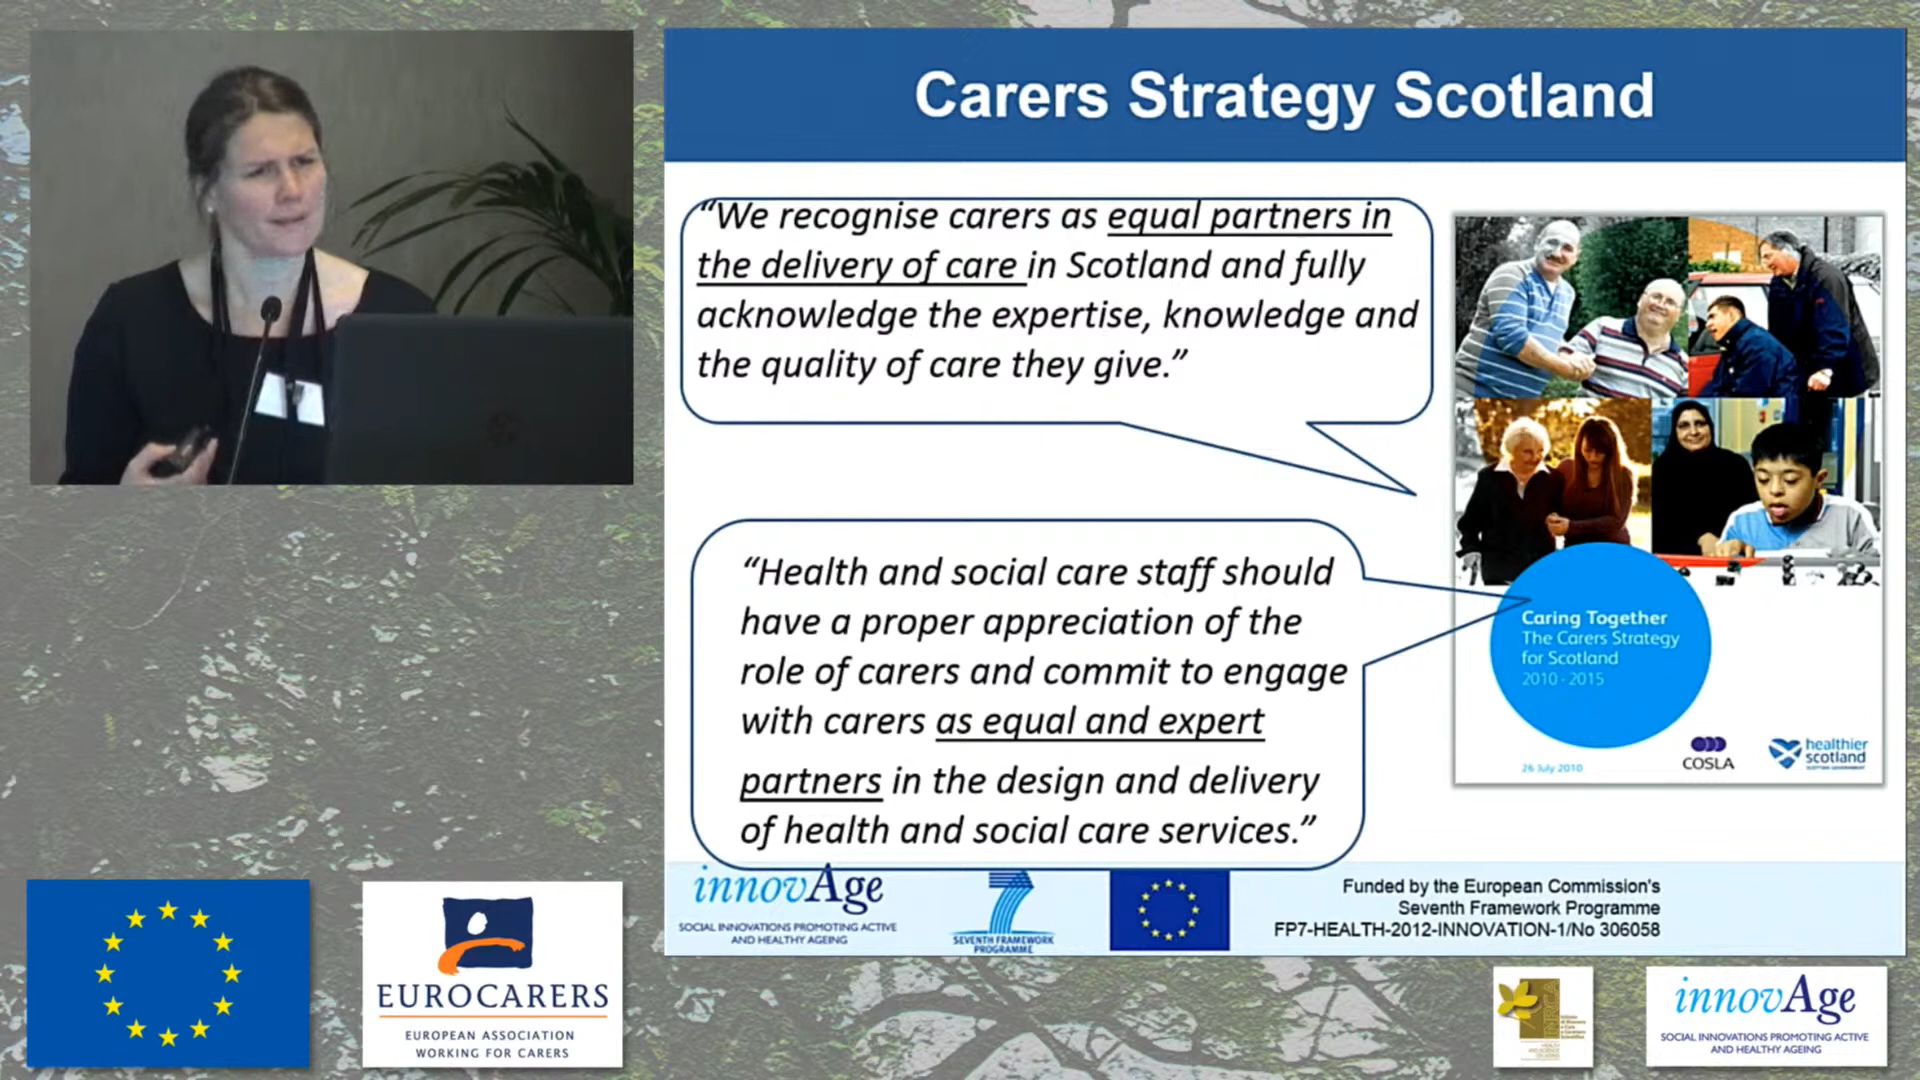 Carers Strategy Scotland
“We recognise carers as equal partners in
the delivery of care in Scotland and fully
acknowledge the expertise, knowledge and
the quality of care they give.”
“Health and social care staff should
have a proper appreciation of the
role of carers and commit to engage
with carers as equal and expert
partners in the design and delivery
of health and social care services.”
Caring Together
The Carers Strategy
for Scotland
2010 - 2015
26 July 2010
COSLA
healthier
scotland
innovAge
SOCIAL INNOVATIONS PROMOTING ACTIVE
AND HEALTHY AGEING
SEVENTH FRAMEWORK
PROGRAMME
Funded by the European Commission's
Seventh Framework Programme
FP7-HEALTH-2012-INNOVATION-1/No 306058
EUROCARERS
EUROPEAN ASSOCIATION
WORKING FOR CARERS
INRCA
innovAge
SOCIAL INNOVATIONS PROMOTING ACTIVE
AND HEALTHY AGEING